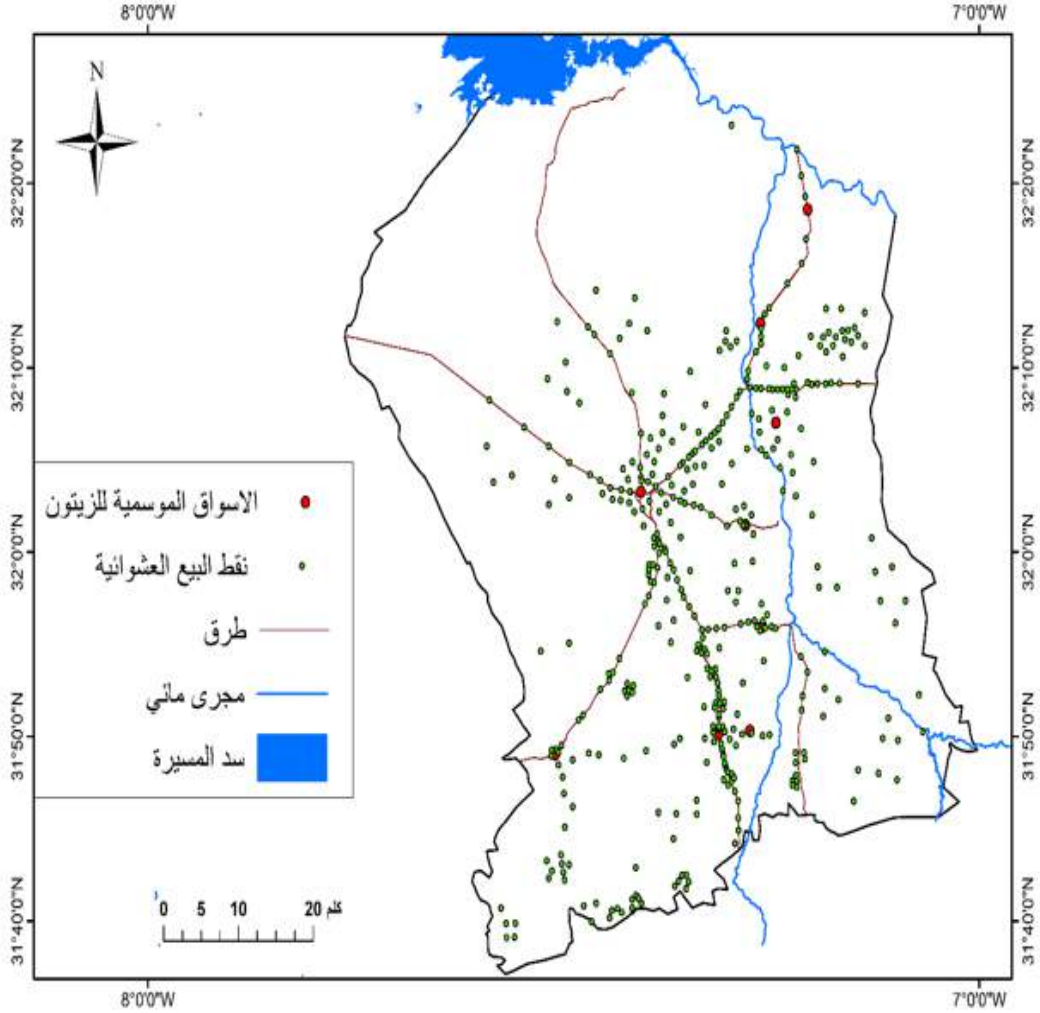 8°0'0"W 7°0'0"W
N
32°20'0"N 32°20'0"N
32°10'0"N 32°10'0"N
الاسواق الموسمية للزيتون
نقط البيع العشوائية
32°0'0"N 32°0'0"N
طرق
مجرى مائي
31°50'0"N 31°50'0"N
سد المسيرة
0 5 10 20 كلم
31°40'0"N 31°40'0"N
8°0'0"W 7°0'0"W